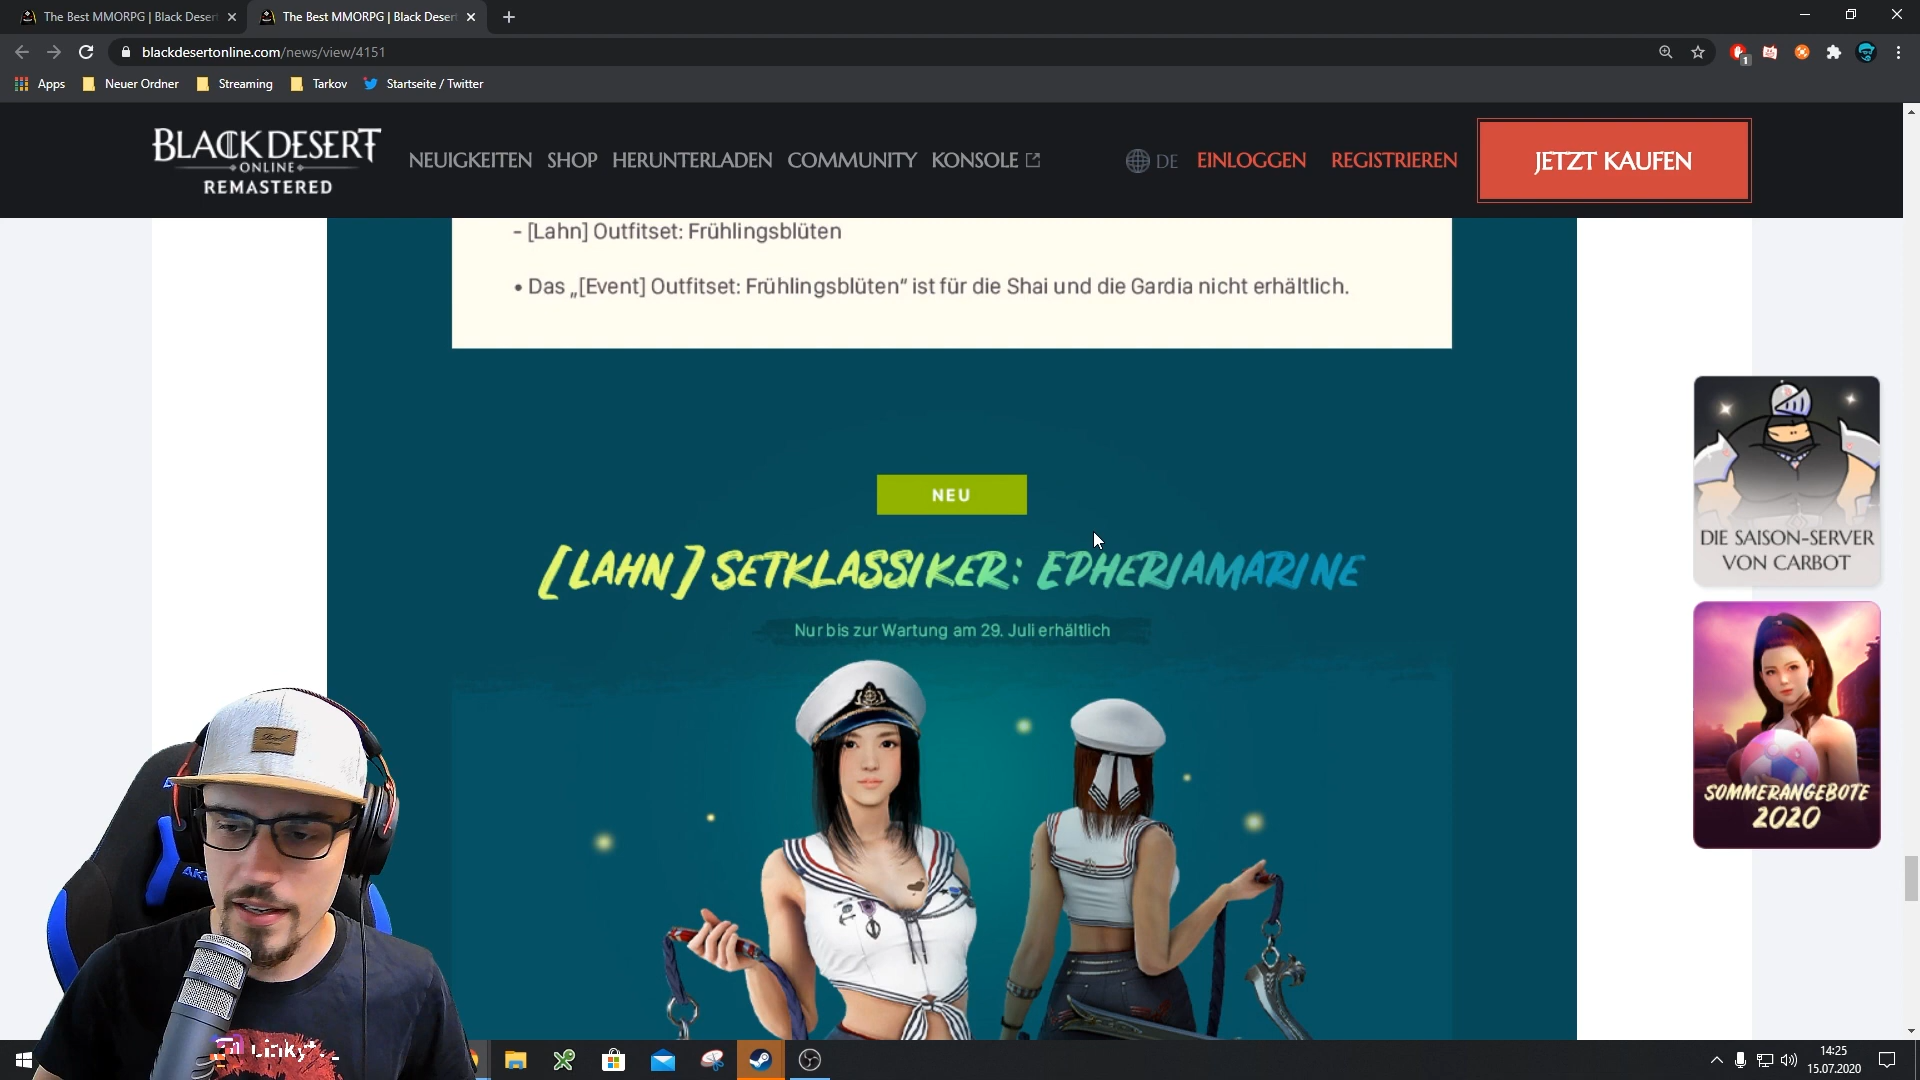 The Best MMORPG | Black Desert
The Best MMORPG | Black Desert
blackdesertonline.com/news/view/4151
1
Apps
Neuer Ordner
Streaming
Tarkov
Startseite / Twitter
BLACK DESERT
ONLINE
REMASTERED
NEUIGKEITEN
SHOP
HERUNTERLADEN
COMMUNITY
KONSOLE
DE
EINLOGGEN
REGISTRIEREN
JETZT KAUFEN
- [Lahn] Outfitset: Frühlingsblüten
• Das „[Event] Outfitset: Frühlingsblüten“ ist für die Shai und die Gardia nicht erhältlich.
NEU
[LAHN] SETKLASSIKER: EPHERIAMARINE
Nur bis zur Wartung am 29. Juli erhältlich
DIE SAISON-SERVER
VON CARBOT
SOMMERANGEBOTE
2020
14:25
15.07.2020